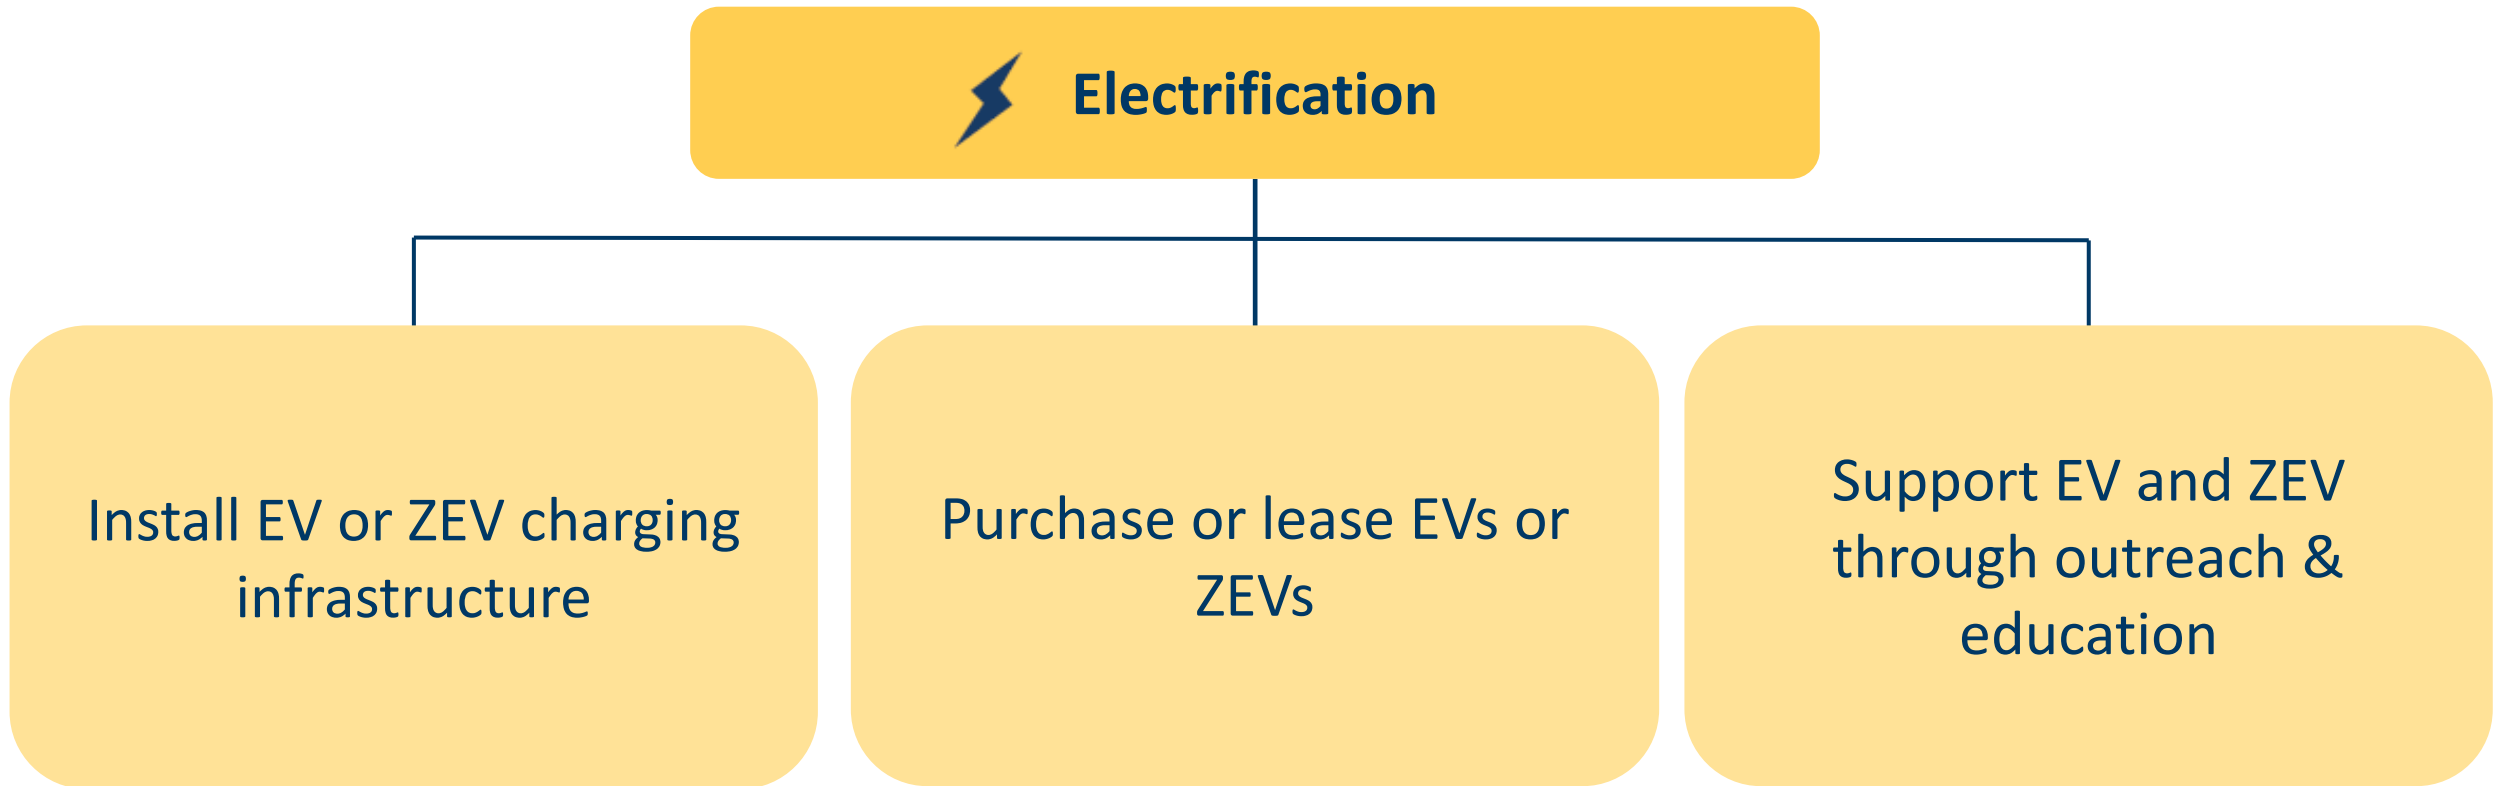 Electrification
Install EV or ZEV charging
infrastructure
Purchase or lease EVs or
ZEVs
Support EV and ZEV
through outreach &
education